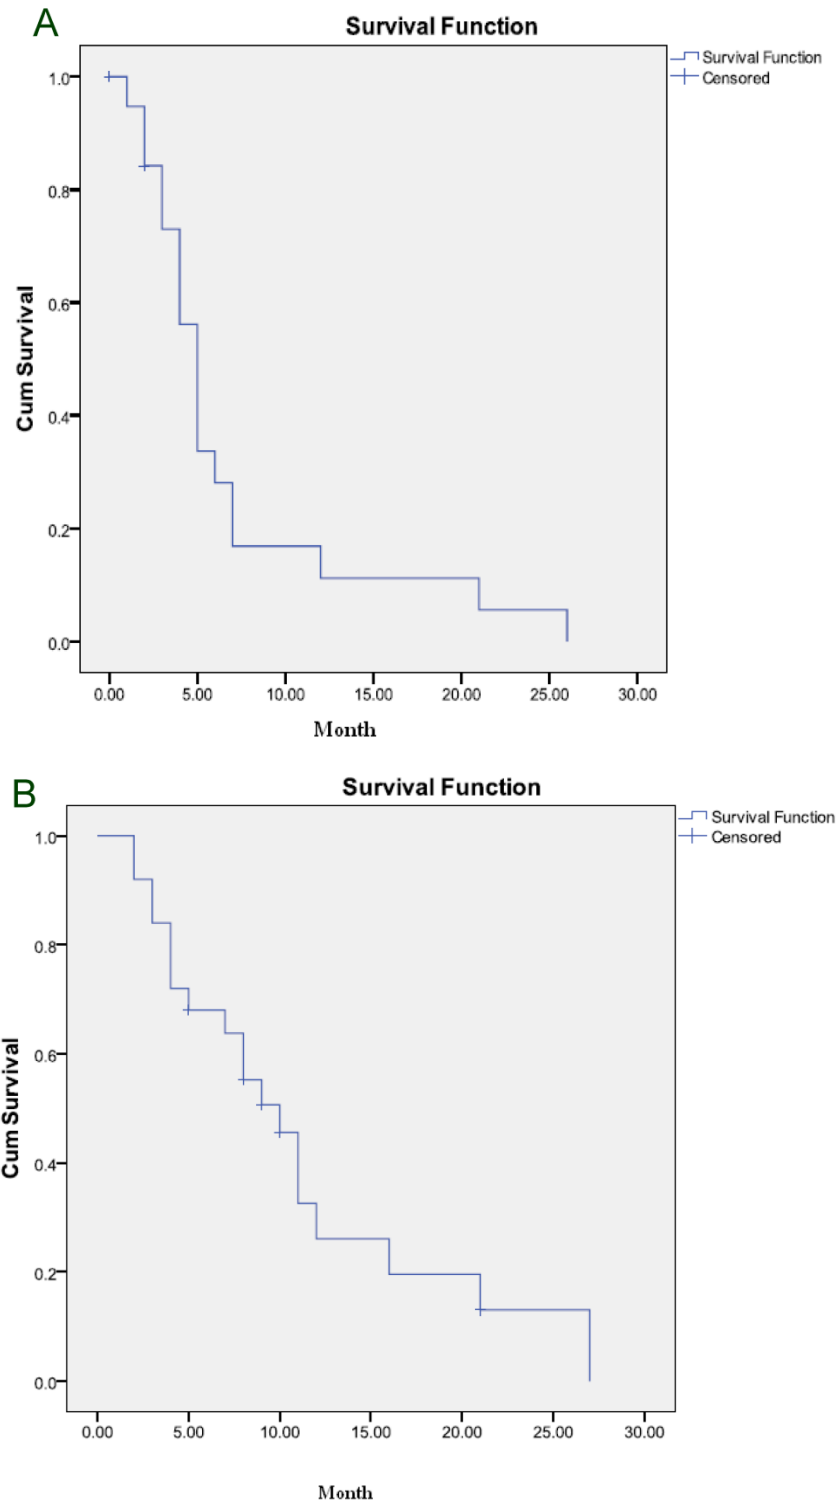 A
Survival Function
Survival Function
Censored
Cum Survival
1.0
0.8
0.6
0.4
0.2
0.0
0.00 5.00 10.00 15.00 20.00 25.00 30.00
Month
B
Survival Function
Survival Function
Censored
Cum Survival
1.0
0.8
0.6
0.4
0.2
0.0
0.00 5.00 10.00 15.00 20.00 25.00 30.00
Month